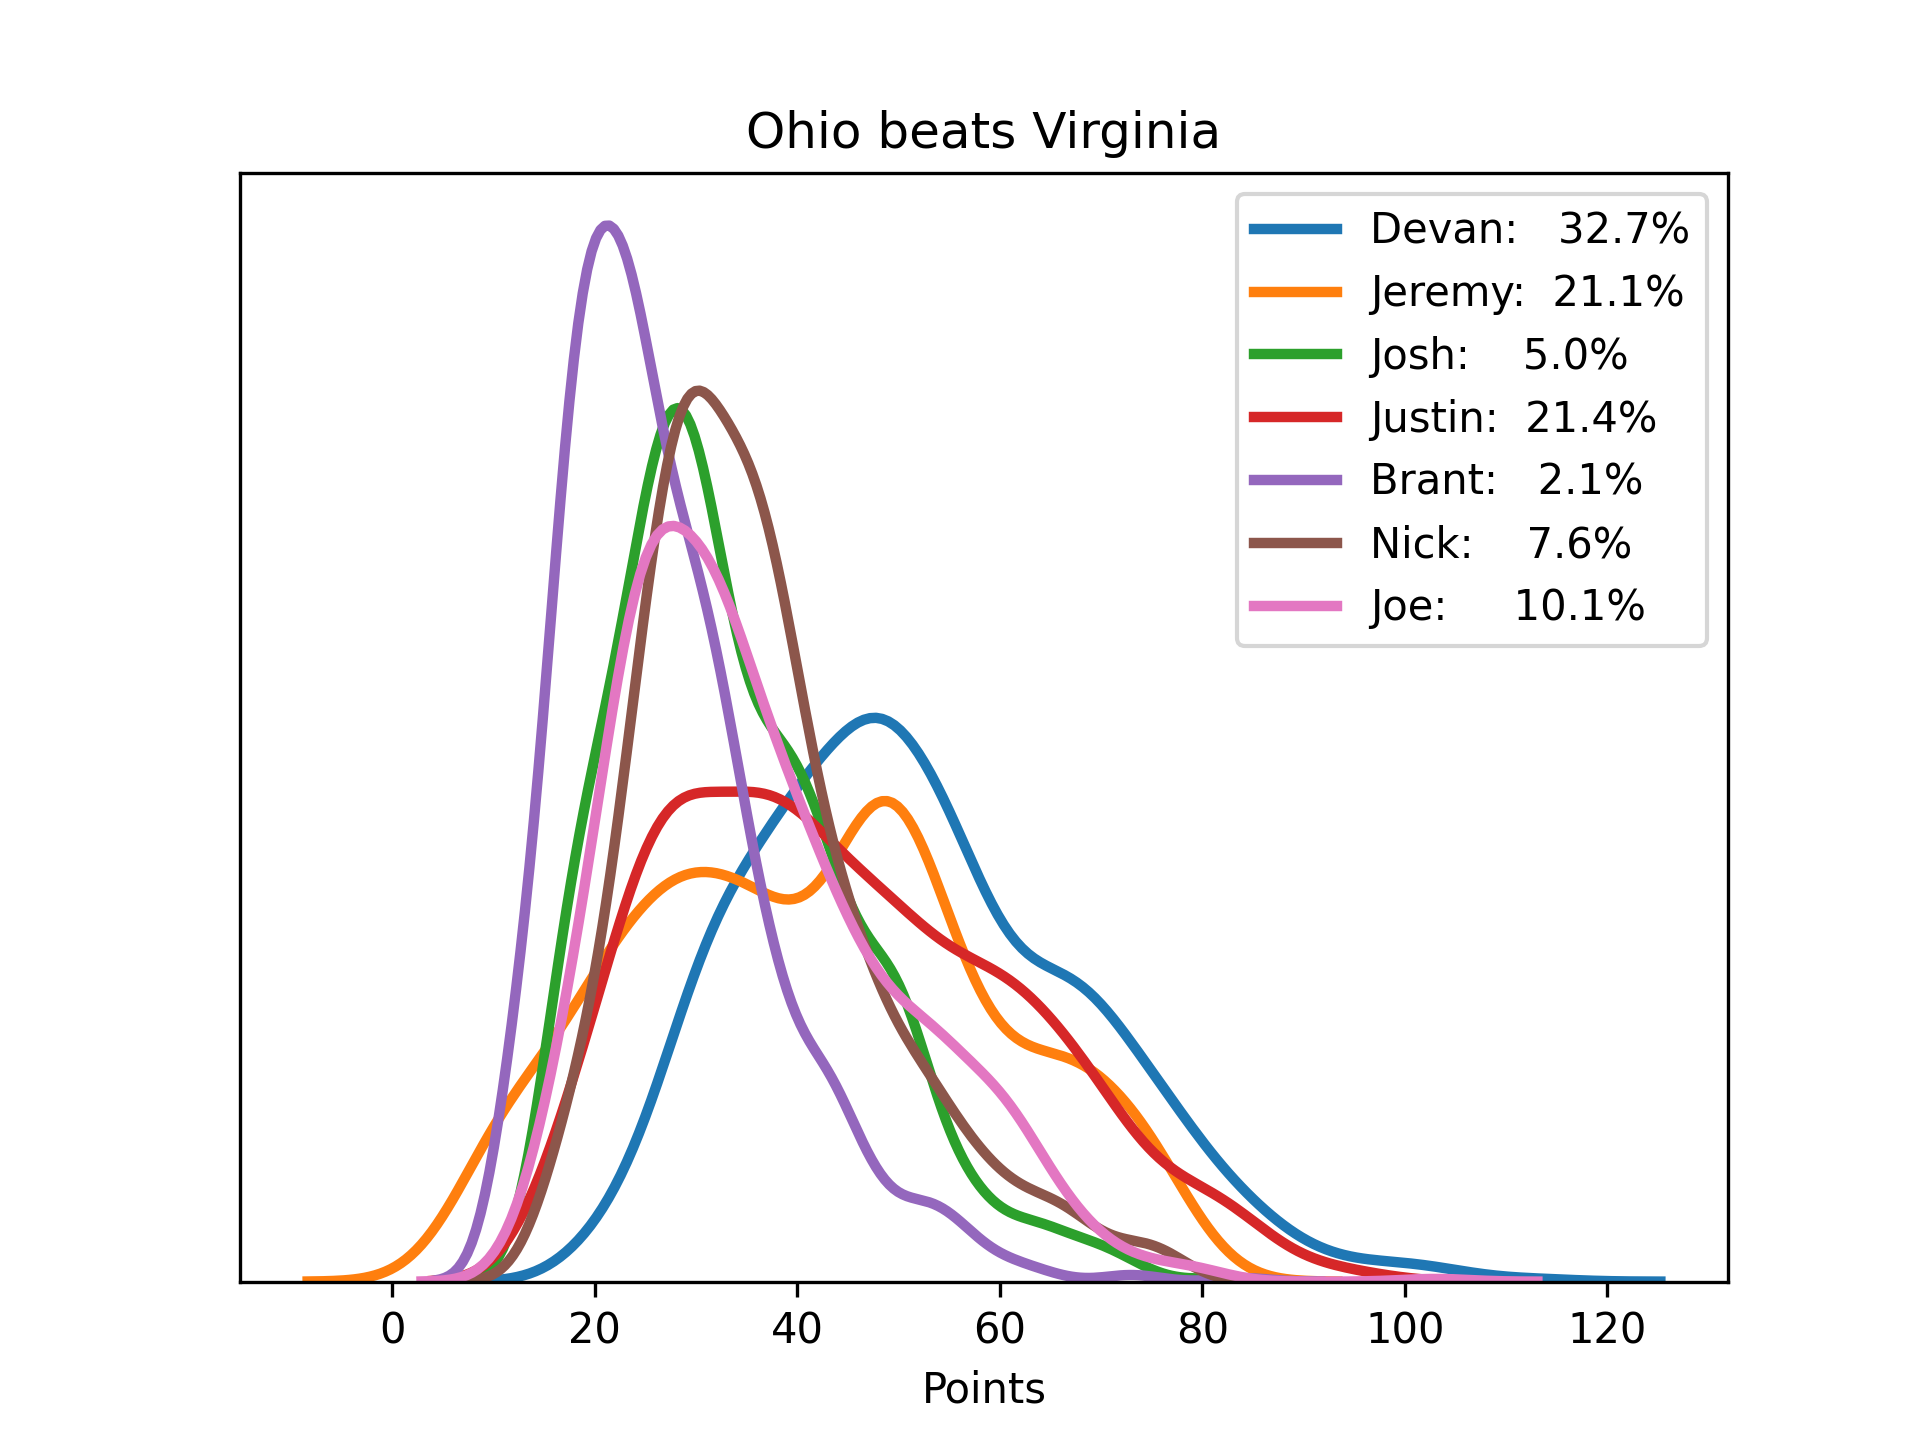 Ohio beats Virginia
Devan: 32.7%
Jeremy: 21.1%
Josh: 5.0%
Justin: 21.4%
Brant: 2.1%
Nick: 7.6%
Joe: 10.1%
0 20 40 60 80 100 120
Points